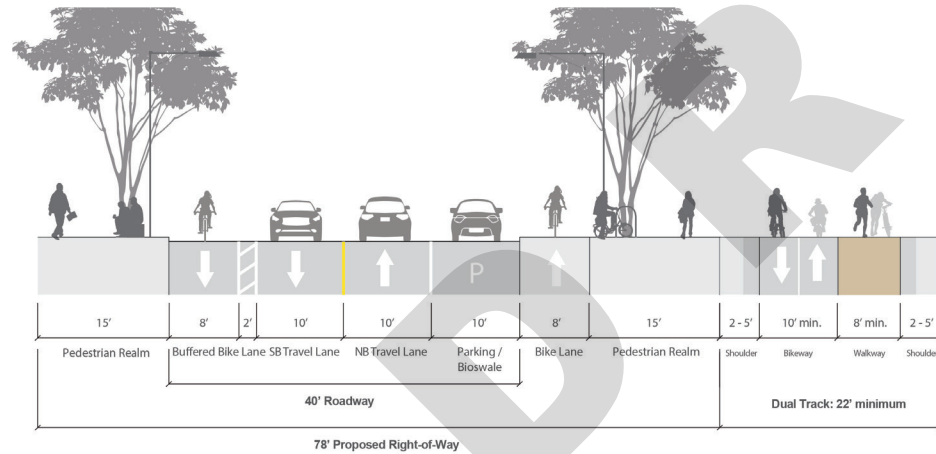 P
15’
8’
2’
10’
10’
10’
8’
15’
2 - 5’
10’ min.
8’ min.
2 - 5’
Pedestrian Realm
Buffered Bike Lane
SB Travel Lane
NB Travel Lane
Parking /
Bioswale
Bike Lane
Pedestrian Realm
Shoulder
Bikeway
Walkway
Shoulde
40’ Roadway
Dual Track: 22’ minimum
78’ Proposed Right-of-Way
D R